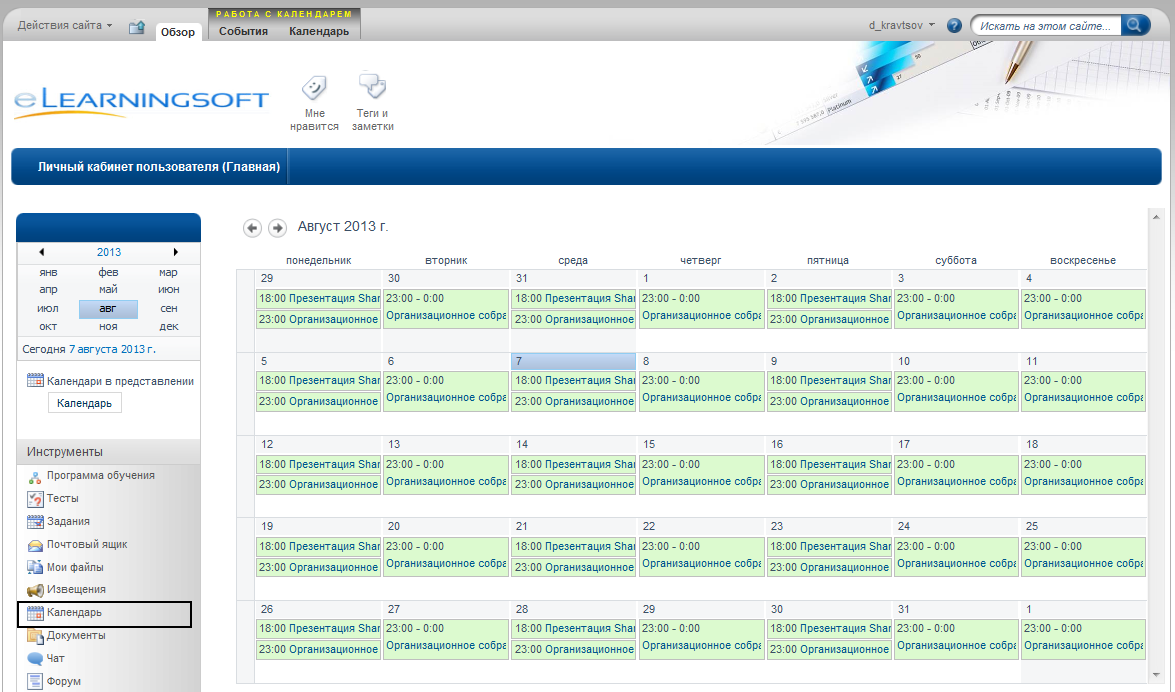 Действия сайта
Обзор
РАБОТА С КАЛЕНДАРЕМ
События Календарь
d_kravtsov
Искать на этом сайте...
eLEARNINGSOFT
Мне
нравится
Теги и
заметки
Platinum
Личный кабинет пользователя (Главная)
2013
янв фев мар
апр май июн
июл авг сен
окт ноя дек
Сегодня 7 августа 2013 г.
Календари в представлении
Календарь
Инструменты
Программа обучения
Тесты
Задания
Почтовый ящик
Мои файлы
Извещения
Календарь
Документы
Чат
Форум
Август 2013 г.
понедельник вторник среда четверг пятница суббота воскресенье
29 30 31 1 2 3 4
18:00 Презентация Shar 23:00 - 0:00 18:00 Презентация Shar 23:00 - 0:00 18:00 Презентация Shar 23:00 - 0:00 23:00 - 0:00
23:00 Организационное Организационное собра 23:00 Организационное Организационное собра 23:00 Организационное Организационное собра Организационное собра
5 6 7 8 9 10 11
18:00 Презентация Shar 23:00 - 0:00 18:00 Презентация Shar 23:00 - 0:00 18:00 Презентация Shar 23:00 - 0:00 23:00 - 0:00
23:00 Организационное Организационное собра 23:00 Организационное Организационное собра 23:00 Организационное Организационное собра Организационное собра
12 13 14 15 16 17 18
18:00 Презентация Shar 23:00 - 0:00 18:00 Презентация Shar 23:00 - 0:00 18:00 Презентация Shar 23:00 - 0:00 23:00 - 0:00
23:00 Организационное Организационное собра 23:00 Организационное Организационное собра 23:00 Организационное Организационное собра Организационное собра
19 20 21 22 23 24 25
18:00 Презентация Shar 23:00 - 0:00 18:00 Презентация Shar 23:00 - 0:00 18:00 Презентация Shar 23:00 - 0:00 23:00 - 0:00
23:00 Организационное Организационное собра 23:00 Организационное Организационное собра 23:00 Организационное Организационное собра Организационное собра
26 27 28 29 30 31 1
18:00 Презентация Shar 23:00 - 0:00 18:00 Презентация Shar 23:00 - 0:00 18:00 Презентация Shar 23:00 - 0:00 23:00 - 0:00
23:00 Организационное Организационное собра 23:00 Организационное Организационное собра 23:00 Организационное Организационное собра Организационное собра